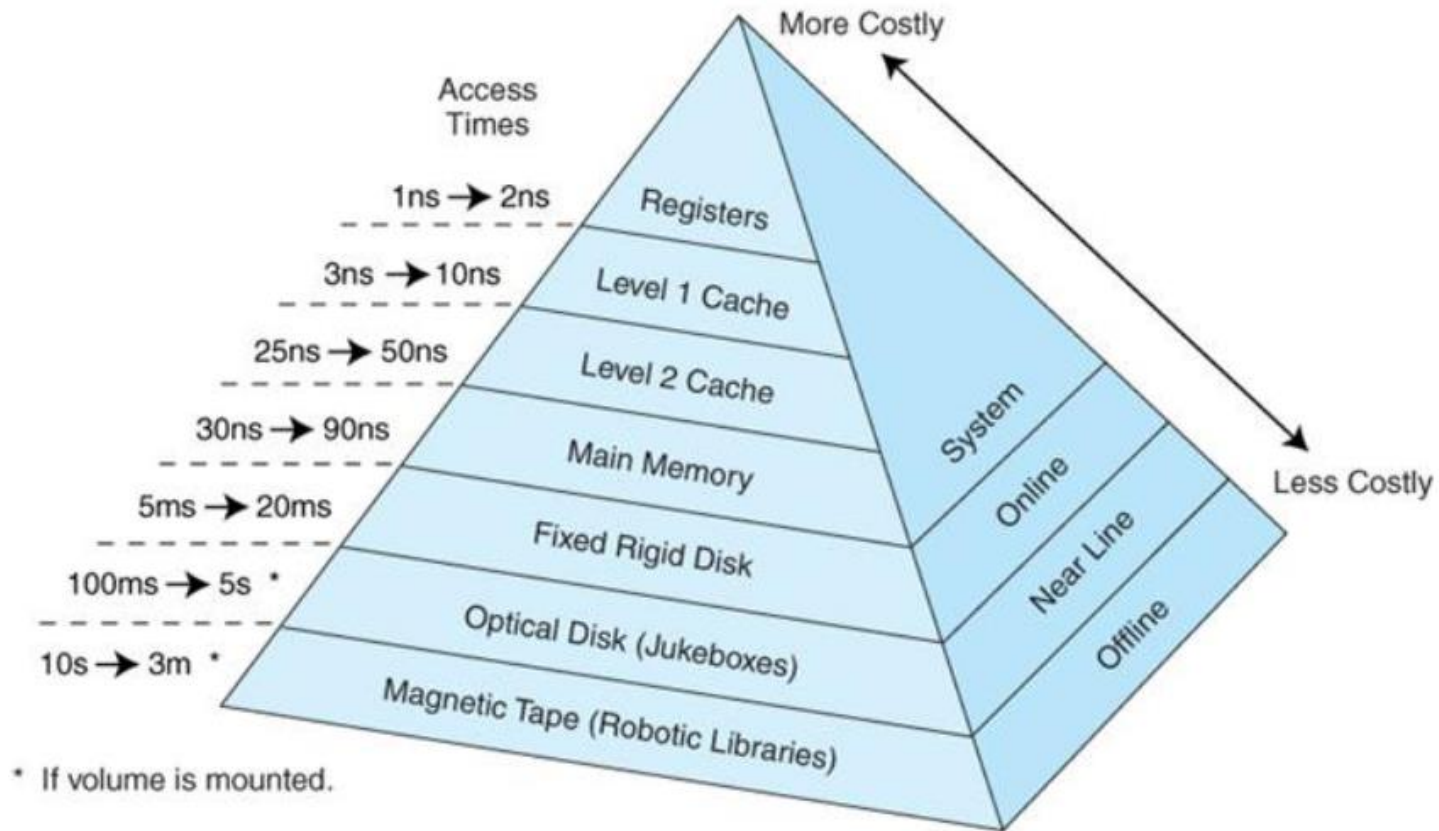 More Costly
Access
Times
1ns → 2ns
Registers
3ns → 10ns
Level 1 Cache
25ns → 50ns
Level 2 Cache
System
30ns → 90ns
Main Memory
Online
Less Costly
5ms → 20ms
Fixed Rigid Disk
Near Line
100ms → 5s *
Optical Disk (Jukeboxes)
Offline
10s → 3m *
Magnetic Tape (Robotic Libraries)
* If volume is mounted.